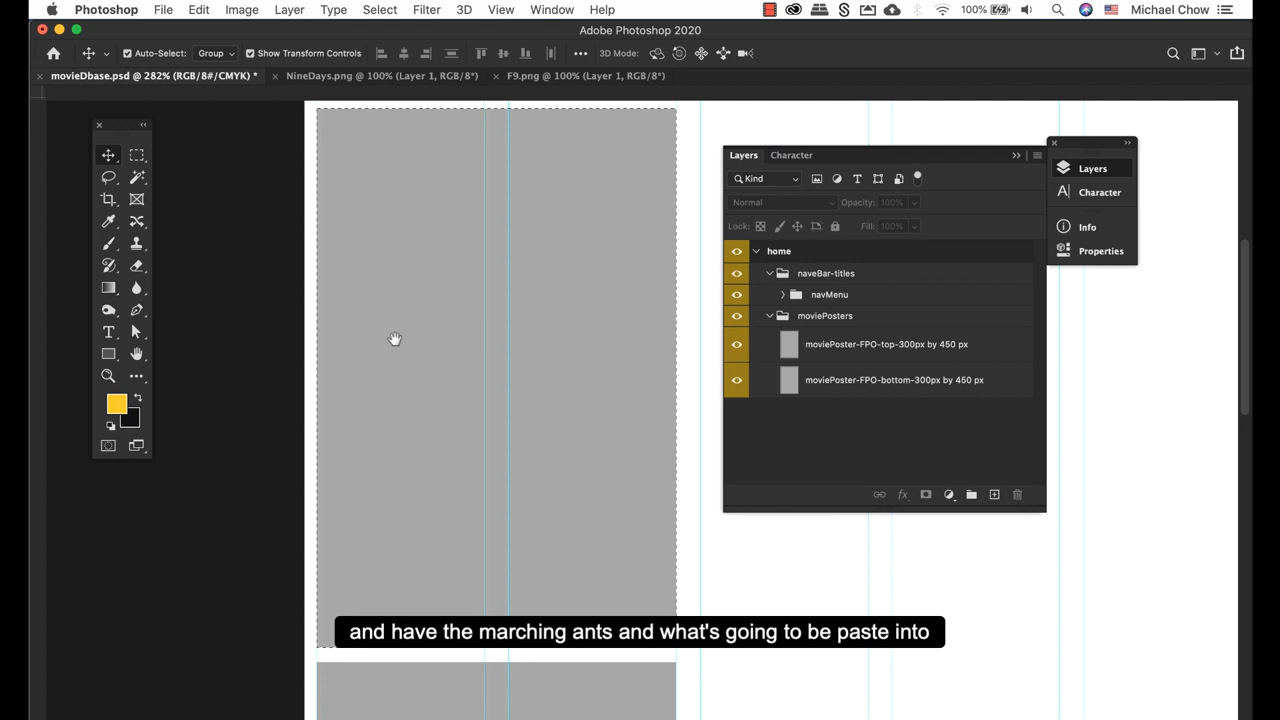 Photoshop File Edit Image Layer Type Select Filter 3D View Window Help 100% Michael Chow
Adobe Photoshop 2020
Auto-Select: Group Show Transform Controls 3D Mode:
movieDbase.psd @ 282% (RGB/8#/CMYK) * NineDays.png @ 100% (Layer 1, RGB/8*) F9.png @ 100% (Layer 1, RGB/8*)
Layers Character
Kind
Normal Opacity: 100%
Lock: Fill: 100%
home
naveBar-titles
navMenu
moviePosters
moviePoster-FPO-top-300px by 450 px
moviePoster-FPO-bottom-300px by 450 px
Layers
Character
Info
Properties
and have the marching ants and what's going to be paste into